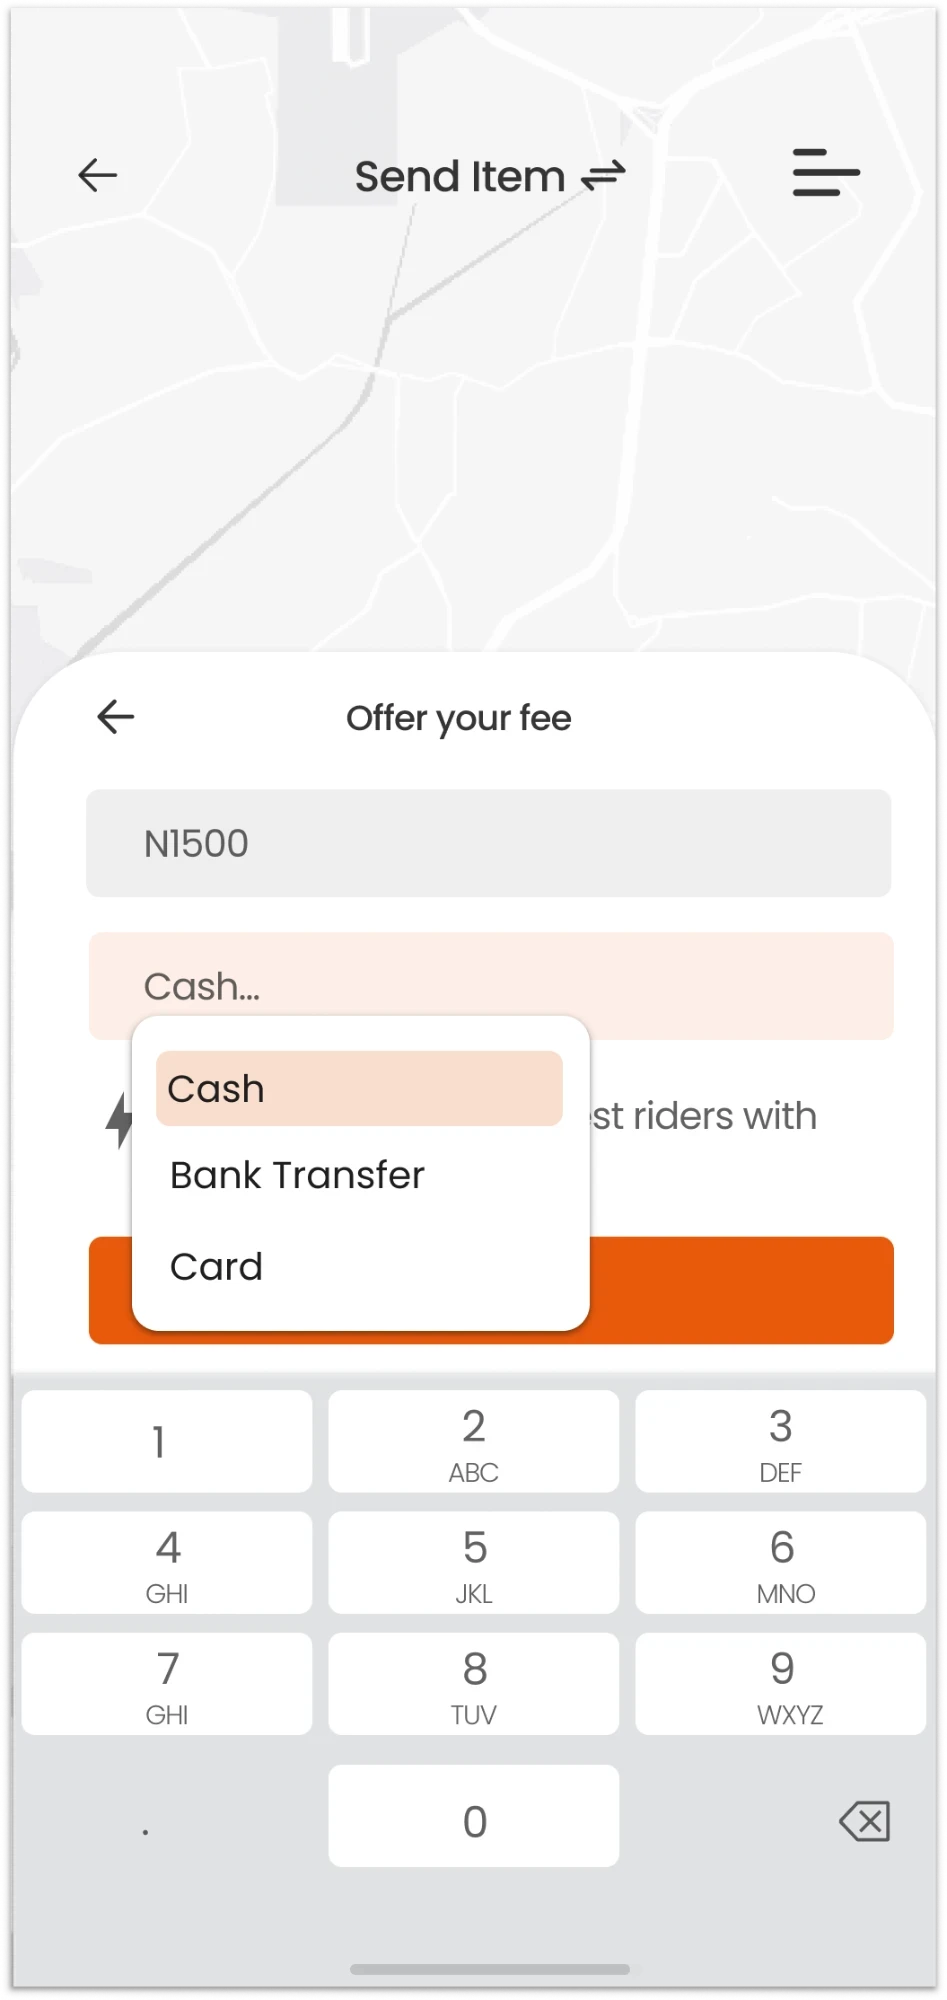 Send Item
Offer your fee
N1500
Cash...
Cash
Bank Transfer
Card
riders with
1
2
ABC
3
DEF
4
GHI
5
JKL
6
MNO
7
GHI
8
TUV
9
WXYZ
.
0